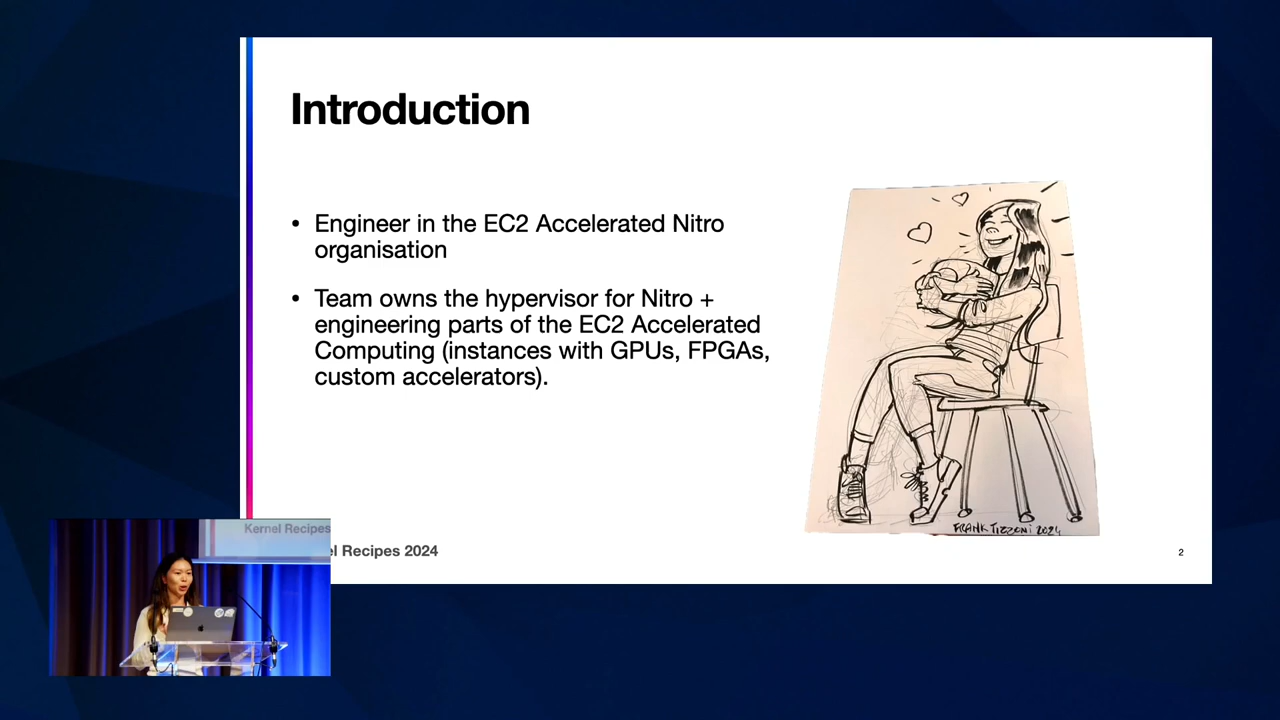 Introduction
• Engineer in the EC2 Accelerated Nitro
organisation
• Team owns the hypervisor for Nitro +
engineering parts of the EC2 Accelerated
Computing (instances with GPUs, FPGAs,
custom accelerators).
FRANK TIZZONI 2024
Kernel Recipes
el Recipes 2024
2